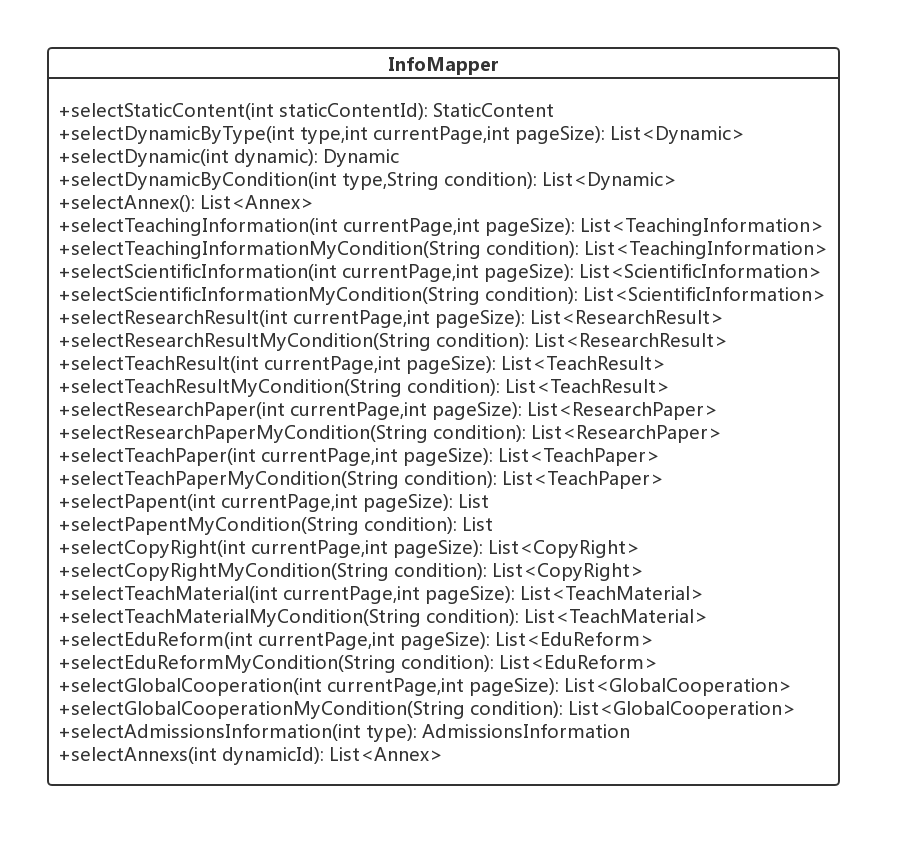 InfoMapper
+selectStaticContent(int staticContentId): StaticContent
+selectDynamicByType(int type,int currentPage,int pageSize): List<Dynamic>
+selectDynamic(int dynamic): Dynamic
+selectDynamicByCondition(int type,String condition): List<Dynamic>
+selectAnnex(): List<Annex>
+selectTeachingInformation(int currentPage,int pageSize): List<TeachingInformation>
+selectTeachingInformationMyCondition(String condition): List<TeachingInformation>
+selectScientificInformation(int currentPage,int pageSize): List<ScientificInformation>
+selectScientificInformationMyCondition(String condition): List<ScientificInformation>
+selectResearchResult(int currentPage,int pageSize): List<ResearchResult>
+selectResearchResultMyCondition(String condition): List<ResearchResult>
+selectTeachResult(int currentPage,int pageSize): List<TeachResult>
+selectTeachResultMyCondition(String condition): List<TeachResult>
+selectResearchPaper(int currentPage,int pageSize): List<ResearchPaper>
+selectResearchPaperMyCondition(String condition): List<ResearchPaper>
+selectTeachPaper(int currentPage,int pageSize): List<TeachPaper>
+selectTeachPaperMyCondition(String condition): List<TeachPaper>
+selectPapent(int currentPage,int pageSize): List
+selectPapentMyCondition(String condition): List
+selectCopyRight(int currentPage,int pageSize): List<CopyRight>
+selectCopyRightMyCondition(String condition): List<CopyRight>
+selectTeachMaterial(int currentPage,int pageSize): List<TeachMaterial>
+selectTeachMaterialMyCondition(String condition): List<TeachMaterial>
+selectEduReform(int currentPage,int pageSize): List<EduReform>
+selectEduReformMyCondition(String condition): List<EduReform>
+selectGlobalCooperation(int currentPage,int pageSize): List<GlobalCooperation>
+selectGlobalCooperationMyCondition(String condition): List<GlobalCooperation>
+selectAdmissionsInformation(int type): AdmissionsInformation
+selectAnnexs(int dynamicId): List<Annex>